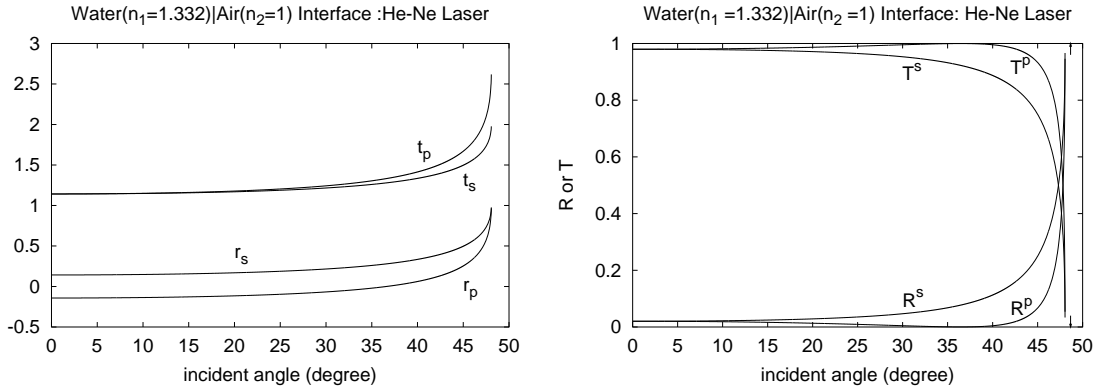 Water(n1=1.332)|Air(n2=1) Interface :He-Ne Laser
3
2.5
2
1.5
1
0.5
0
-0.5
tp
ts
rs
rp
0 5 10 15 20 25 30 35 40 45 50
incident angle (degree)
Water(n1 =1.332)|Air(n2 =1) Interface: He-Ne Laser
R or T
1
0.8
0.6
0.4
0.2
0
Ts
Tp
Rs
Rp
0 5 10 15 20 25 30 35 40 45 50
incident angle (degree)